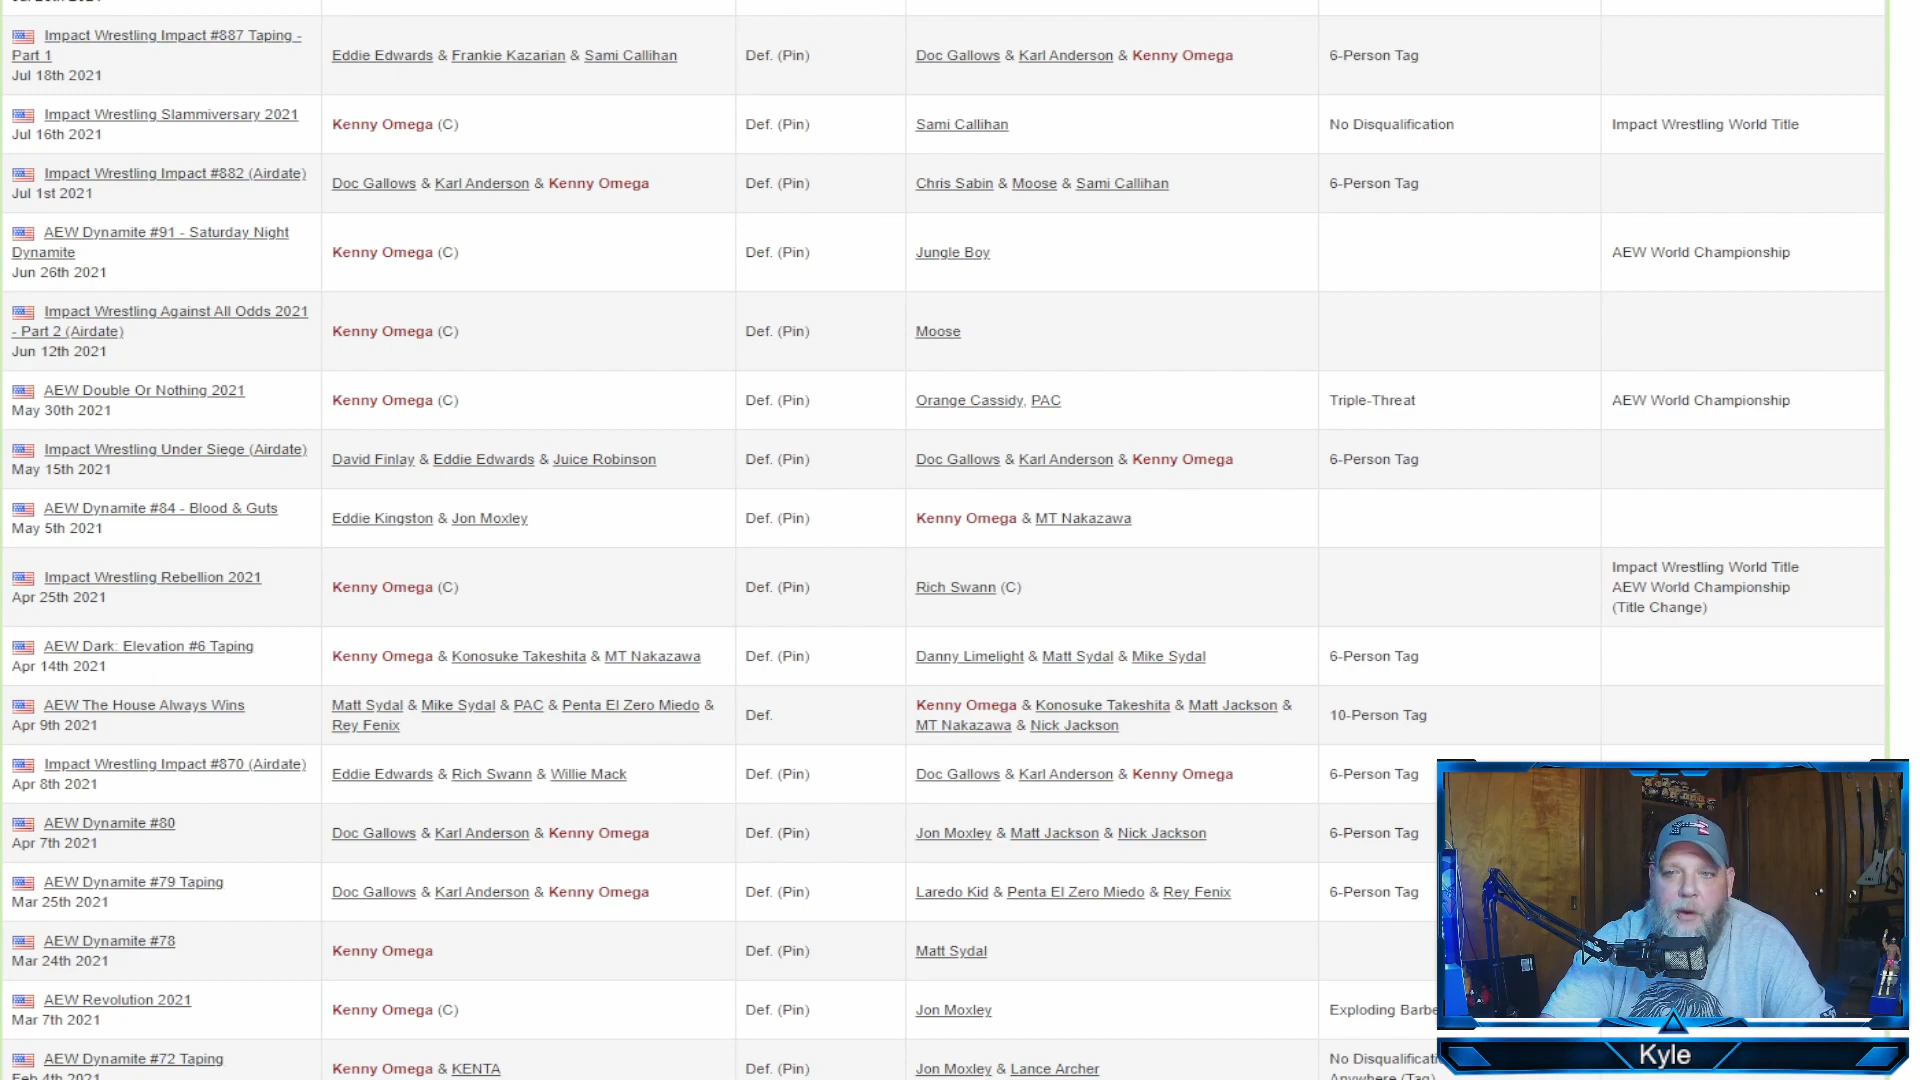 Impact Wrestling Impact #887 Taping -
Part 1
Jul 18th 2021
Eddie Edwards & Frankie Kazarian & Sami Callihan
Def. (Pin)
Doc Gallows & Karl Anderson & Kenny Omega
6-Person Tag
Impact Wrestling Slammiversary 2021
Jul 16th 2021
Kenny Omega (C)
Def. (Pin)
Sami Callihan
No Disqualification
Impact Wrestling World Title
Impact Wrestling Impact #882 (Airdate)
Jul 1st 2021
Doc Gallows & Karl Anderson & Kenny Omega
Def. (Pin)
Chris Sabin & Moose & Sami Callihan
6-Person Tag
AEW Dynamite #91 - Saturday Night
Dynamite
Jun 26th 2021
Kenny Omega (C)
Def. (Pin)
Jungle Boy
AEW World Championship
Impact Wrestling Against All Odds 2021
- Part 2 (Airdate)
Jun 12th 2021
Kenny Omega (C)
Def. (Pin)
Moose
AEW Double Or Nothing 2021
May 30th 2021
Kenny Omega (C)
Def. (Pin)
Orange Cassidy, PAC
Triple-Threat
AEW World Championship
Impact Wrestling Under Siege (Airdate)
May 15th 2021
David Finlay & Eddie Edwards & Juice Robinson
Def. (Pin)
Doc Gallows & Karl Anderson & Kenny Omega
6-Person Tag
AEW Dynamite #84 - Blood & Guts
May 5th 2021
Eddie Kingston & Jon Moxley
Def. (Pin)
Kenny Omega & MT Nakazawa
Impact Wrestling Rebellion 2021
Apr 25th 2021
Kenny Omega (C)
Def. (Pin)
Rich Swann (C)
Impact Wrestling World Title
AEW World Championship
(Title Change)
AEW Dark: Elevation #6 Taping
Apr 14th 2021
Kenny Omega & Konosuke Takeshita & MT Nakazawa
Def. (Pin)
Danny Limelight & Matt Sydal & Mike Sydal
6-Person Tag
AEW The House Always Wins
Apr 9th 2021
Matt Sydal & Mike Sydal & PAC & Penta El Zero Miedo &
Rey Fenix
Def.
Kenny Omega & Konosuke Takeshita & Matt Jackson &
MT Nakazawa & Nick Jackson
10-Person Tag
Impact Wrestling Impact #870 (Airdate)
Apr 8th 2021
Eddie Edwards & Rich Swann & Willie Mack
Def. (Pin)
Doc Gallows & Karl Anderson & Kenny Omega
6-Person Tag
AEW Dynamite #80
Apr 7th 2021
Doc Gallows & Karl Anderson & Kenny Omega
Def. (Pin)
Jon Moxley & Matt Jackson & Nick Jackson
6-Person Tag
AEW Dynamite #79 Taping
Mar 25th 2021
Doc Gallows & Karl Anderson & Kenny Omega
Def. (Pin)
Laredo Kid & Penta El Zero Miedo & Rey Fenix
6-Person Tag
AEW Dynamite #78
Mar 24th 2021
Kenny Omega
Def. (Pin)
Matt Sydal
AEW Revolution 2021
Mar 7th 2021
Kenny Omega (C)
Def. (Pin)
Jon Moxley
Exploding Barbe
AEW Dynamite #72 Taping
Feb 4th 2021
Kenny Omega & KENTA
Def. (Pin)
Jon Moxley & Lance Archer
No Disqualificati
Anywhere (Tag)
Kyle